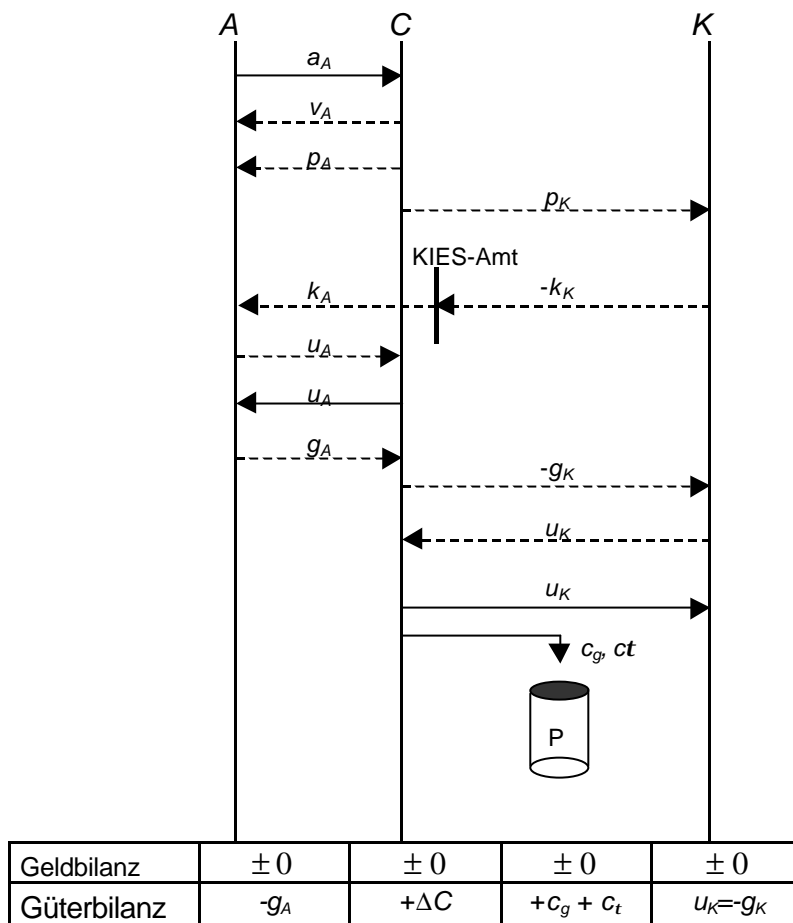 A C K
a_A
v_A
p_A
p_K
KIES-Amt
k_A -k_K
u_A
u_A
g_A
-g_K
u_K
u_K
c_g, ct
P
Geldbilanz ± 0 ± 0 ± 0 ± 0
Güterbilanz -g_A +ΔC +c_g + c_t u_K=-g_K